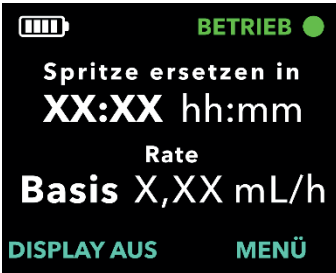 BETRIEB
Spritze ersetzen in
XX:XX hh:mm
Rate
Basis X,XX mL/h
DISPLAY AUS MENÜ